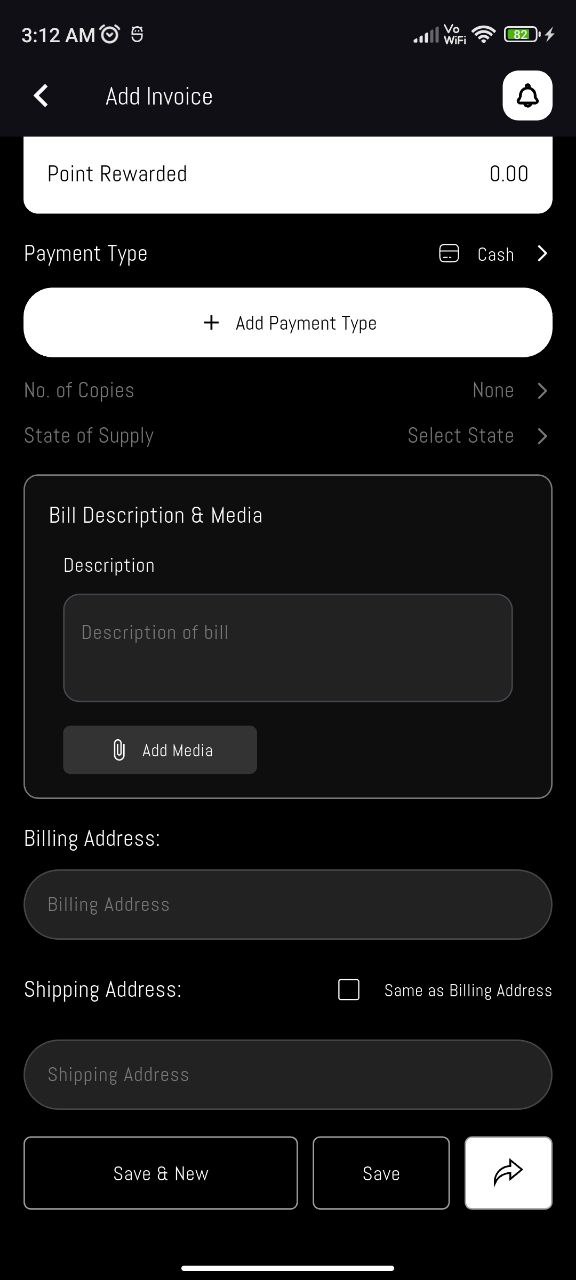 3:12 AM
Vo
WiFi
82
Add Invoice
Point Rewarded 0.00
Payment Type Cash
+ Add Payment Type
No. of Copies None
State of Supply Select State
Bill Description & Media
Description
Description of bill
Add Media
Billing Address:
Billing Address
Shipping Address: Same as Billing Address
Shipping Address
Save & New Save